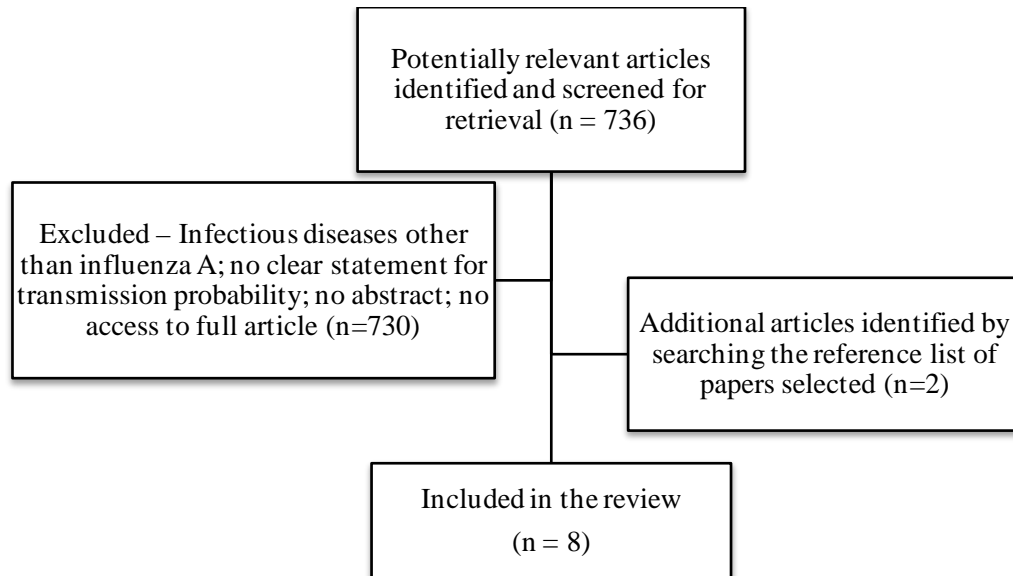 Potentially relevant articles
identified and screened for
retrieval (n = 736)
Excluded – Infectious diseases other
than influenza A; no clear statement for
transmission probability; no abstract; no
access to full article (n=730)
Additional articles identified by
searching the reference list of
papers selected (n=2)
Included in the review
(n = 8)